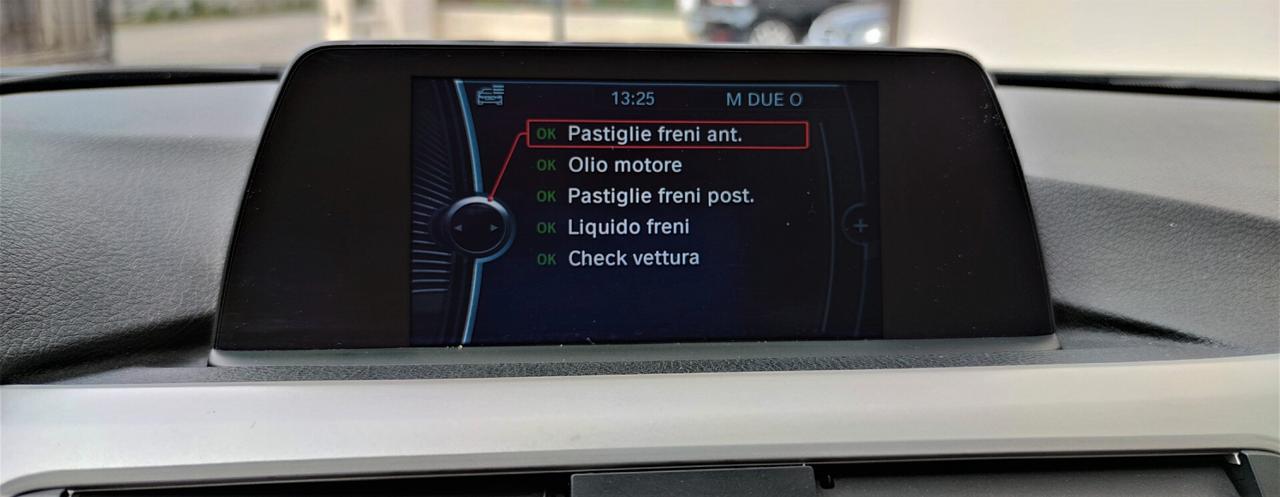 13:25 M DUE O
OK Pastiglie freni ant.
OK Olio motore
OK Pastiglie freni post.
OK Liquido freni
OK Check vettura